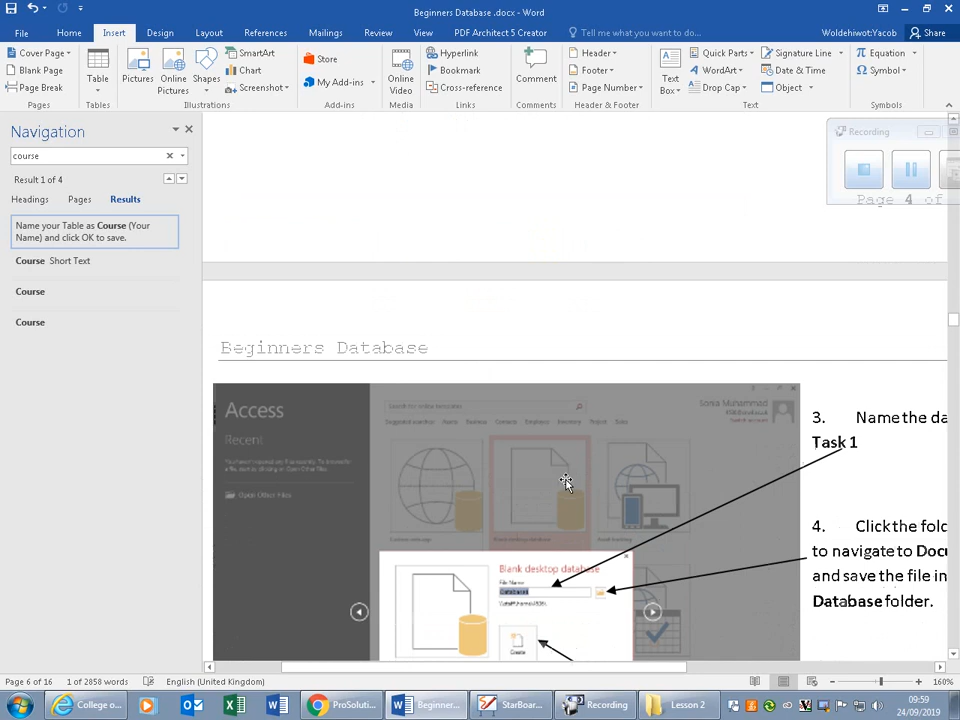 Beginners Database .docx - Word
File Home Insert Design Layout References Mailings Review View PDF Architect 5 Creator Tell me what you want to do... Woldehiwot:Yacob Share
Cover Page
Blank Page
Page Break
Pages
Table
Tables
Pictures
Online Pictures
Shapes
SmartArt
Chart
Screenshot
Illustrations
Store
My Add-ins
Add-ins
Online Video
Media
Hyperlink
Bookmark
Cross-reference
Links
Comment
Comments
Header
Footer
Page Number
Header & Footer
Text Box
Quick Parts
WordArt
Drop Cap
Signature Line
Date & Time
Object
Text
Equation
Symbol
Symbols
Navigation
course
Result 1 of 4
Headings Pages Results
Name your Table as Course (Your
Name) and click OK to save.
Course Short Text
Course
Course
Recording
Page 4 of
Beginners Database
Access
Recent
Open Other Files
Sonia Muhammad
Blank desktop database
File Name
Create
3. Name the da
Task 1
4. Click the fold
to navigate to Docu
and save the file in
Database folder.
Page 6 of 16 1 of 2858 words English (United Kingdom) 160%
College o... ProSoluti... Beginner... StarBoar... Recording Lesson 2
09:59
24/09/2019